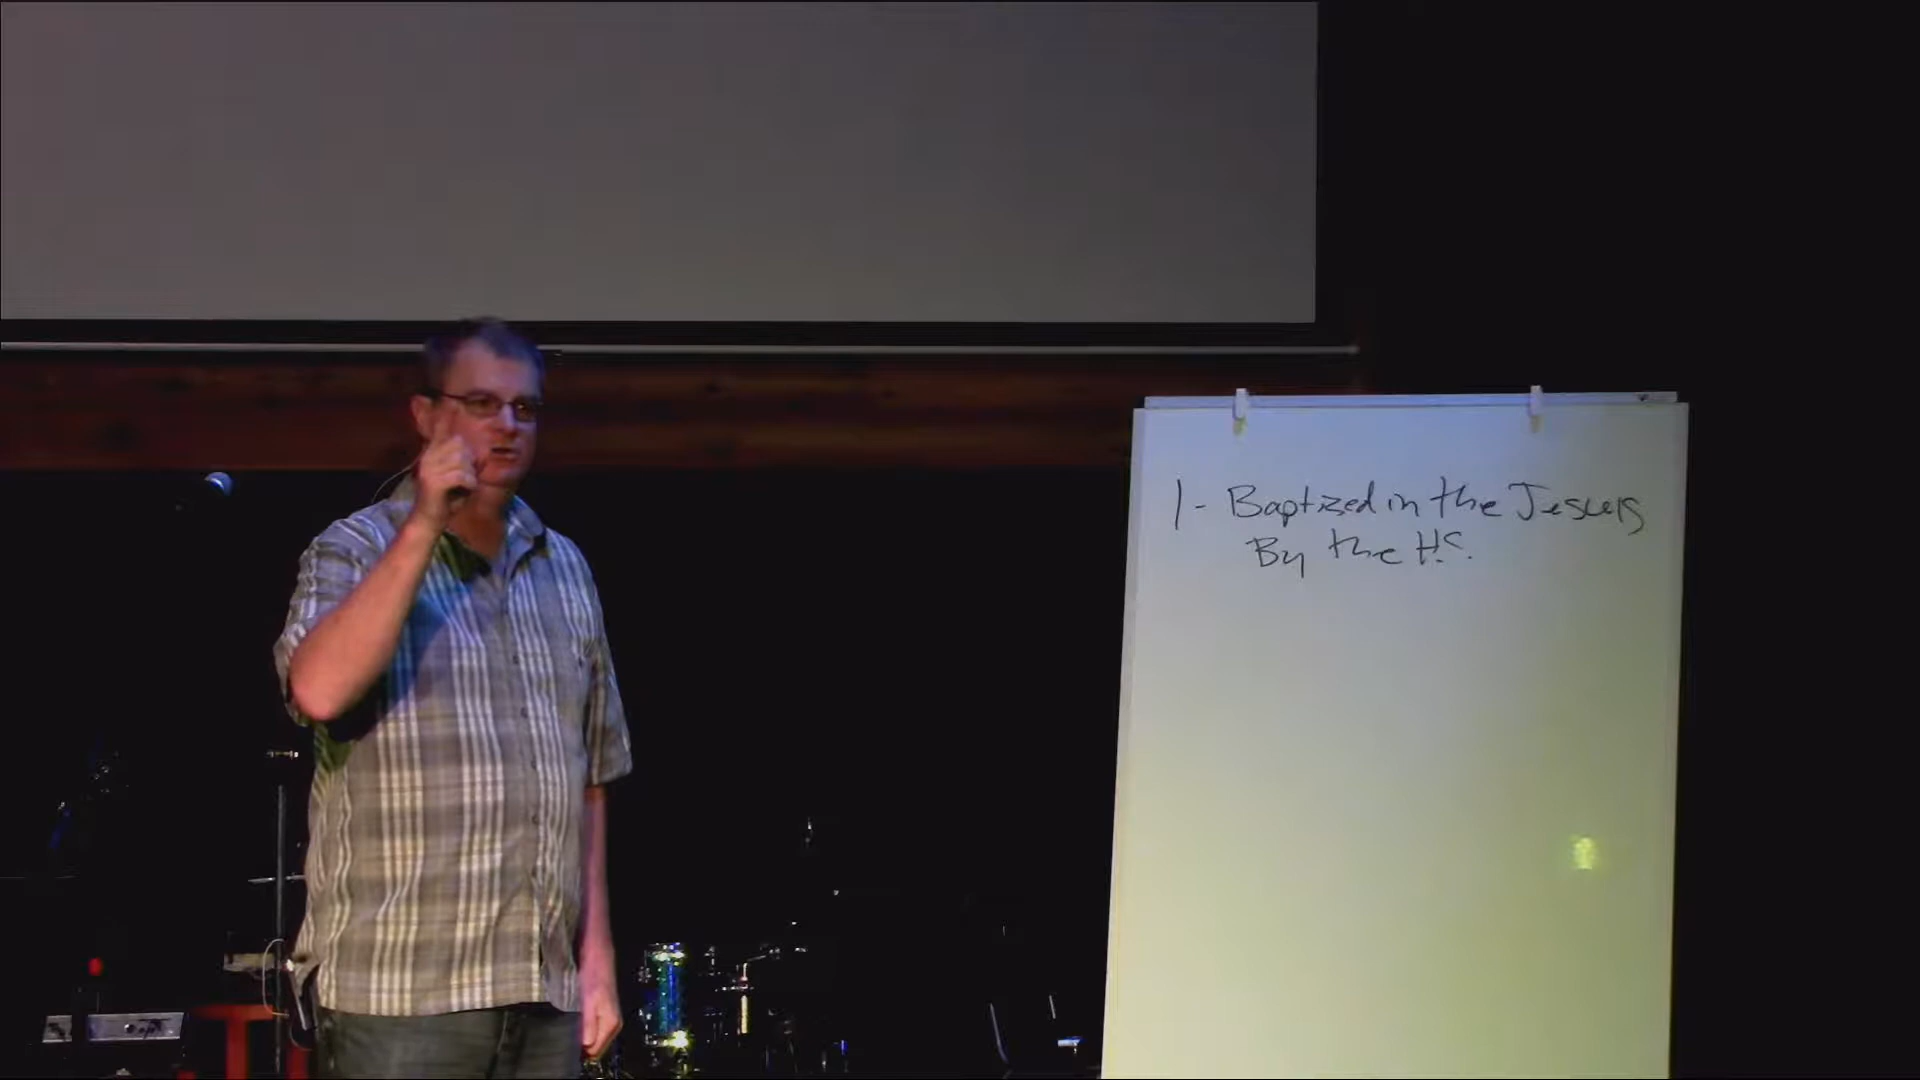 1- Baptized in the Jesus
By the H.S.